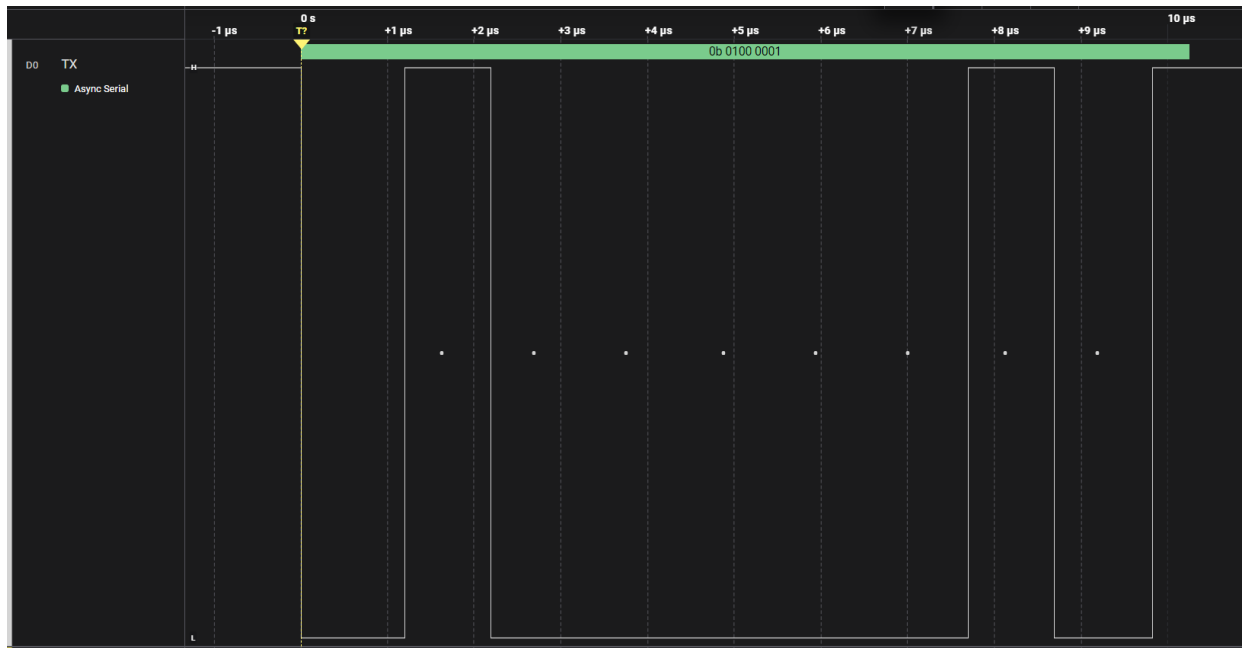 0 s 10 µs
-1 µs T? +1 µs +2 µs +3 µs +4 µs +5 µs +6 µs +7 µs +8 µs +9 µs
0b 0100 0001
D0 TX H
Async Serial
L